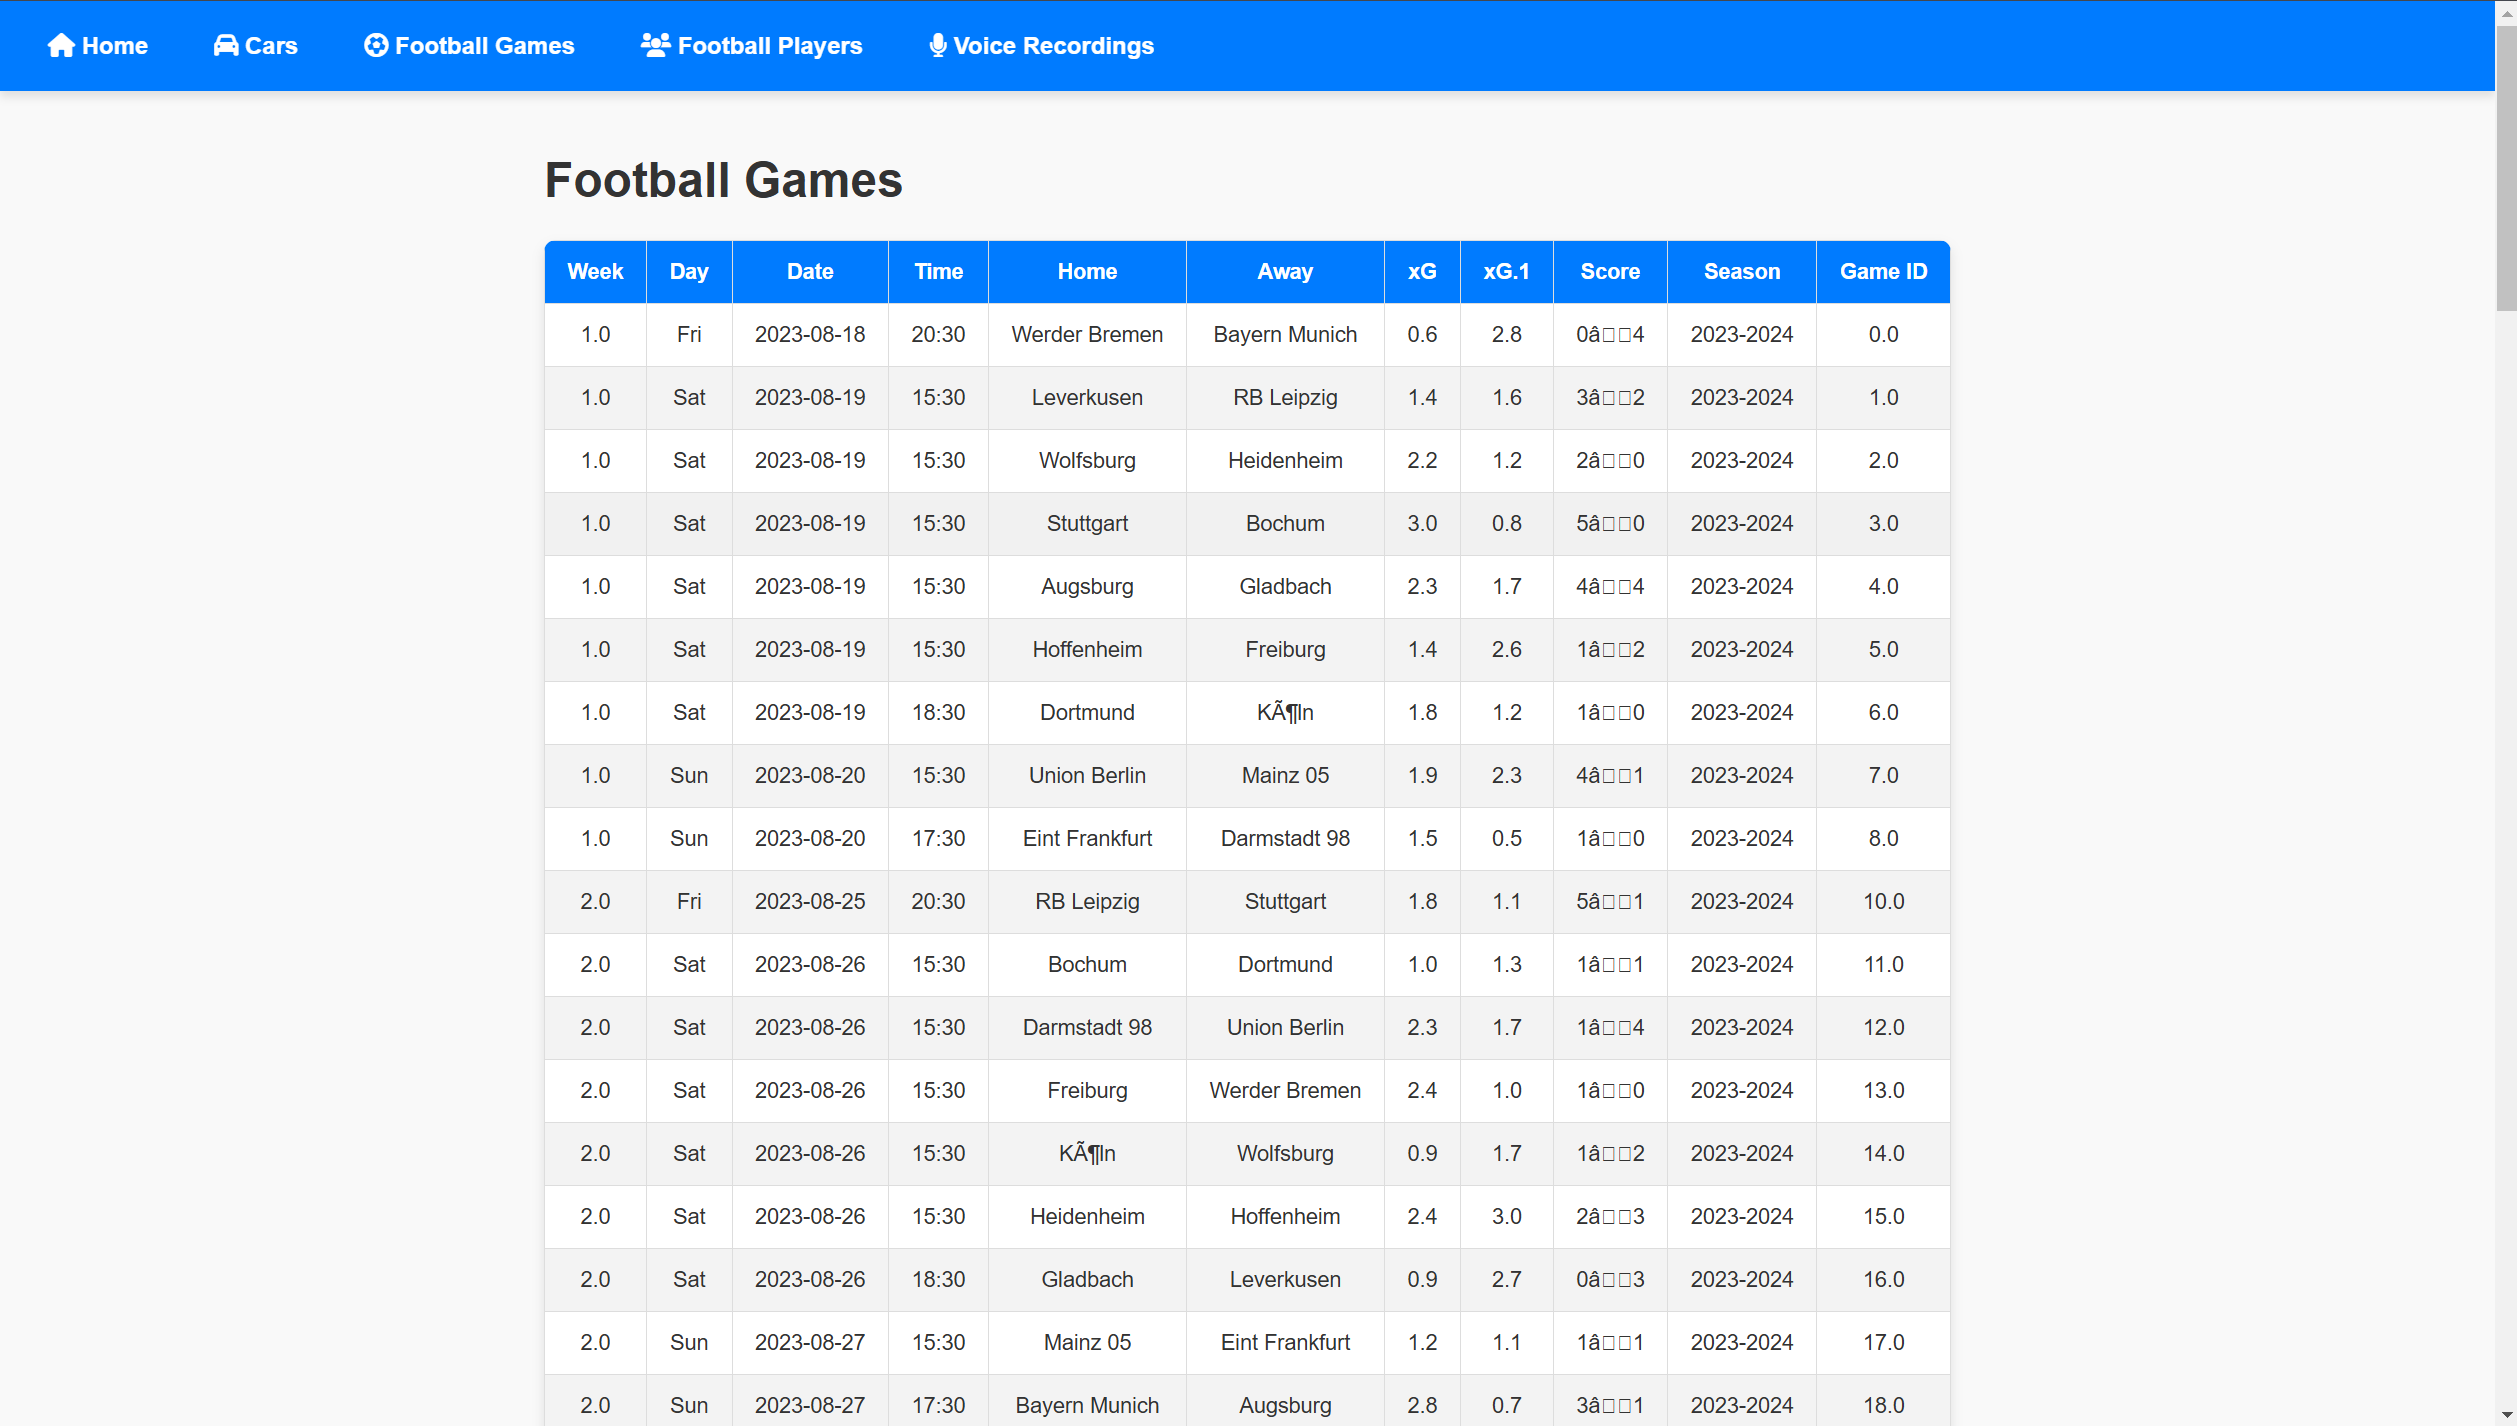 Home Cars Football Games Football Players Voice Recordings
Football Games
Week Day Date Time Home Away xG xG.1 Score Season Game ID
1.0 Fri 2023-08-18 20:30 Werder Bremen Bayern Munich 0.6 2.8 0â□□4 2023-2024 0.0
1.0 Sat 2023-08-19 15:30 Leverkusen RB Leipzig 1.4 1.6 3â□□2 2023-2024 1.0
1.0 Sat 2023-08-19 15:30 Wolfsburg Heidenheim 2.2 1.2 2â□□0 2023-2024 2.0
1.0 Sat 2023-08-19 15:30 Stuttgart Bochum 3.0 0.8 5â□□0 2023-2024 3.0
1.0 Sat 2023-08-19 15:30 Augsburg Gladbach 2.3 1.7 4â□□4 2023-2024 4.0
1.0 Sat 2023-08-19 15:30 Hoffenheim Freiburg 1.4 2.6 1â□□2 2023-2024 5.0
1.0 Sat 2023-08-19 18:30 Dortmund KÃ¶ln 1.8 1.2 1â□□0 2023-2024 6.0
1.0 Sun 2023-08-20 15:30 Union Berlin Mainz 05 1.9 2.3 4â□□1 2023-2024 7.0
1.0 Sun 2023-08-20 17:30 Eint Frankfurt Darmstadt 98 1.5 0.5 1â□□0 2023-2024 8.0
2.0 Fri 2023-08-25 20:30 RB Leipzig Stuttgart 1.8 1.1 5â□□1 2023-2024 10.0
2.0 Sat 2023-08-26 15:30 Bochum Dortmund 1.0 1.3 1â□□1 2023-2024 11.0
2.0 Sat 2023-08-26 15:30 Darmstadt 98 Union Berlin 2.3 1.7 1â□□4 2023-2024 12.0
2.0 Sat 2023-08-26 15:30 Freiburg Werder Bremen 2.4 1.0 1â□□0 2023-2024 13.0
2.0 Sat 2023-08-26 15:30 KÃ¶ln Wolfsburg 0.9 1.7 1â□□2 2023-2024 14.0
2.0 Sat 2023-08-26 15:30 Heidenheim Hoffenheim 2.4 3.0 2â□□3 2023-2024 15.0
2.0 Sat 2023-08-26 18:30 Gladbach Leverkusen 0.9 2.7 0â□□3 2023-2024 16.0
2.0 Sun 2023-08-27 15:30 Mainz 05 Eint Frankfurt 1.2 1.1 1â□□1 2023-2024 17.0
2.0 Sun 2023-08-27 17:30 Bayern Munich Augsburg 2.8 0.7 3â□□1 2023-2024 18.0